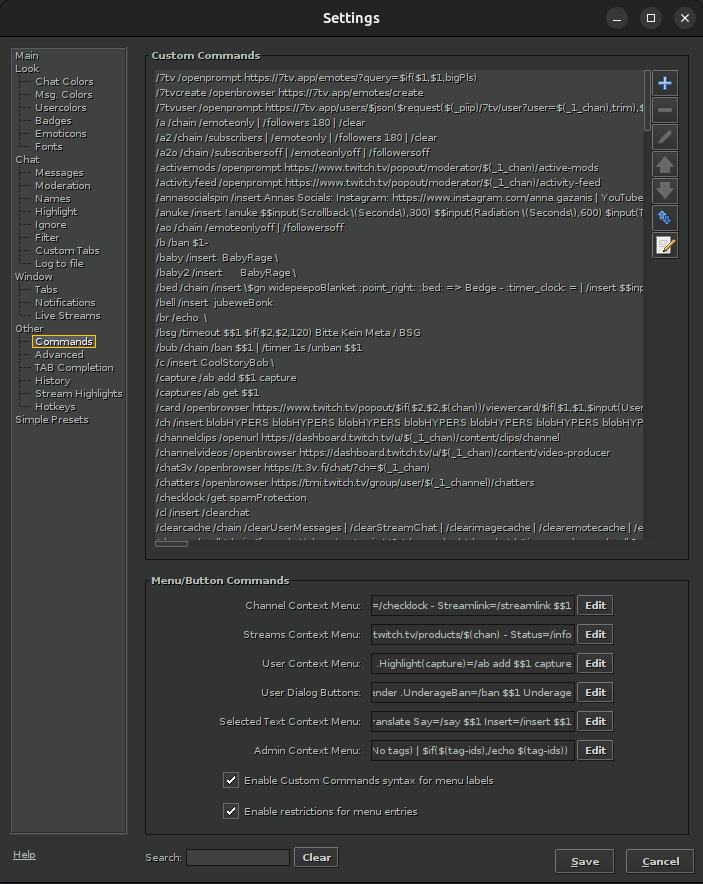 Settings
Main
Look
Chat Colors
Msg. Colors
Usercolors
Badges
Emoticons
Fonts
Chat
Messages
Moderation
Names
Highlight
Ignore
Filter
Custom Tabs
Log to file
Window
Tabs
Notifications
Live Streams
Other
Commands
Advanced
TAB Completion
History
Stream Highlights
Hotkeys
Simple Presets
Custom Commands
/7tv /openprompt https://7tv.app/emotes/?query=$if($1,$1,bigPls)
/7tvcreate /openbrowser https://7tv.app/emotes/create
/7tvuser /openprompt https://7tv.app/users/$json($request($(_piip)/7tv/user?user=$(_1_chan),trim),$
/a /chain /emoteonly | /followers 180 | /clear
/a2 /chain /subscribers | /emoteonly | /followers 180 | /clear
/a2o /chain /subscribersoff | /emoteonlyoff | /followersoff
/activemods /openprompt https://www.twitch.tv/popout/moderator/$(_1_chan)/active-mods
/activityfeed /openprompt https://www.twitch.tv/popout/moderator/$(_1_chan)/activity-feed
/annasocialspin /insert Annas Socials: Instagram: https://www.instagram.com/anna.gazanis | YouTube
/anuke /insert !anuke $$input(Scrollback \(Seconds\),300) $$input(Radiation \(Seconds\),600) $input(T
/ao /chain /emoteonlyoff | /followersoff
/b /ban $1-
/baby /insert BabyRage \
/baby2 /insert BabyRage \
/bed /chain /insert \$gn widepeepoBlanket :point_right: :bed: => Bedge - :timer_clock: = | /insert $$inp
/bell /insert jubeweBonk
/br /echo \
/bsg /timeout $$1 $if($2,$2,120) Bitte Kein Meta / BSG
/bub /chain /ban $$1 | /timer 1s /unban $$1
/c /insert CoolStoryBob \
/capture /ab add $$1 capture
/captures /ab get $$1
/card /openbrowser https://www.twitch.tv/popout/$if($2,$2,$(chan))/viewercard/$if($1,$1,$input(User
/ch /insert blobHYPERS blobHYPERS blobHYPERS blobHYPERS blobHYPERS blobHYPERS blobHYP
/channelclips /openurl https://dashboard.twitch.tv/u/$(_1_chan)/content/clips/channel
/channelvideos /openbrowser https://dashboard.twitch.tv/u/$(_1_chan)/content/video-producer
/chat3v /openbrowser https://t.3v.fi/chat/?ch=$(_1_chan)
/chatters /openbrowser https://tmi.twitch.tv/group/user/$(_1_channel)/chatters
/checklock /get spamProtection
/cl /insert /clearchat
/clearcache /chain /clearUserMessages | /clearStreamChat | /clearimagecache | /clearemotecache | /e
Menu/Button Commands
Channel Context Menu: =/checklock - Streamlink=/streamlink $$1 Edit
Streams Context Menu: twitch.tv/products/$(chan) - Status=/info Edit
User Context Menu: .Highlight(capture)=/ab add $$1 capture Edit
User Dialog Buttons: ender .UnderageBan=/ban $$1 Underage Edit
Selected Text Context Menu: ranslate Say=/say $$1 Insert=/insert $$1 Edit
Admin Context Menu: No tags) | $if($(tag-ids),/echo $(tag-ids)) Edit
Enable Custom Commands syntax for menu labels
Enable restrictions for menu entries
Help
Search:
Clear
Save
Cancel